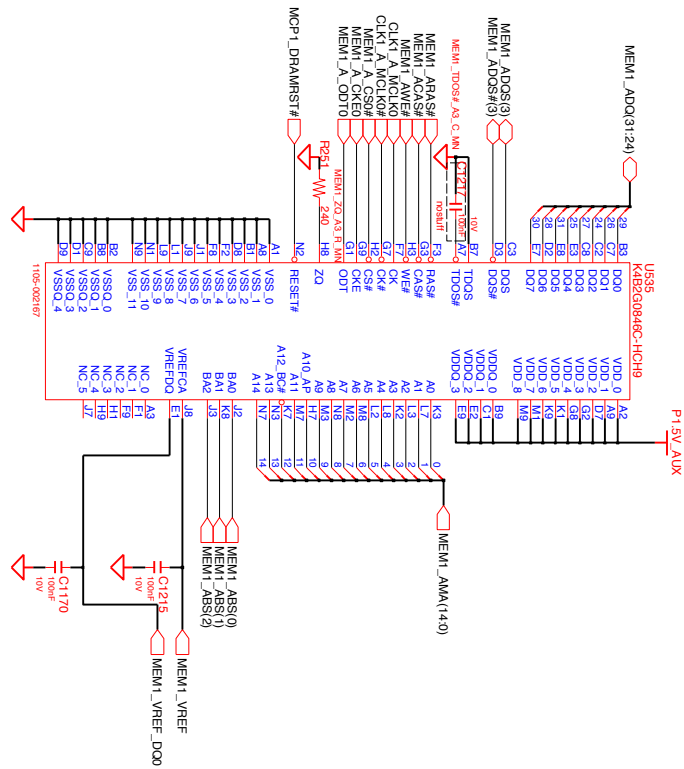 P1.5V_AUX
U535
K4B2G0846C-HCH9
MEM1_ADQ(31:24)
29 B3 DQ0 VDD_0 A2
26 C7 DQ1 VDD_1 A9
24 C2 DQ2 VDD_2 D7
27 C8 DQ3 VDD_3 G2
25 E3 DQ4 VDD_4 G8
31 E8 DQ5 VDD_5 K1
28 D2 DQ6 VDD_6 K9
30 E7 DQ7 VDD_7 M1
VDD_8 M9
MEM1_ADQS(3) C3 DQS VDDQ_0 B9
MEM1_ADQS#(3) D3 DQS# VDDQ_1 C1
VDDQ_2 E2
VDDQ_3 E9
10V
B7 TDQS
C1217 100nF
A7 TDQS#
MEM1_TDOS#_A3_C_MN
nostuff
MEM1_ARAS# F3 RAS# A0 K3 0
MEM1_ACAS# G3 CAS# A1 L7 1
MEM1_AWE# H3 WE# A2 L3 2
CLK1_A_MCLK0 F7 CK A3 K2 3
CLK1_A_MCLK0# G7 CK# A4 L8 4
MEM1_A_CS0# H2 CS# A5 L2 5
MEM1_A_CKE0 G9 CKE A6 M8 6
MEM1_A_ODT0 G1 ODT A7 M2 7
MEM1_AMA(14:0)
A8 N8 8
A9 M3 9
MEM1_ZQ_A3_R_MN
R251 240 H8 ZQ
A10_AP H7 10
A11 M7 11
MCP1_DRAMRST# N2 RESET#
A12_BC# K7 12
A13 N3 13
A14 N7 14
A1 VSS_0
A8 VSS_1
B1 VSS_2
D8 VSS_3
F2 VSS_4
F8 VSS_5
J1 VSS_6
J9 VSS_7
L1 VSS_8
L9 VSS_9
N1 VSS_10
N9 VSS_11
BA0 J2 MEM1_ABS(0)
BA1 K8 MEM1_ABS(1)
BA2 J3 MEM1_ABS(2)
VREFCA J8 MEM1_VREF
VREFDQ E1 MEM1_VREF_DQ0
C1215
100nF
10V
C1170
100nF
10V
B2 VSSQ_0
B8 VSSQ_1
C9 VSSQ_2
D1 VSSQ_3
D9 VSSQ_4
NC_0 A3
NC_1 F1
NC_2 F9
NC_3 H1
NC_4 H9
NC_5 J7
1105-002167